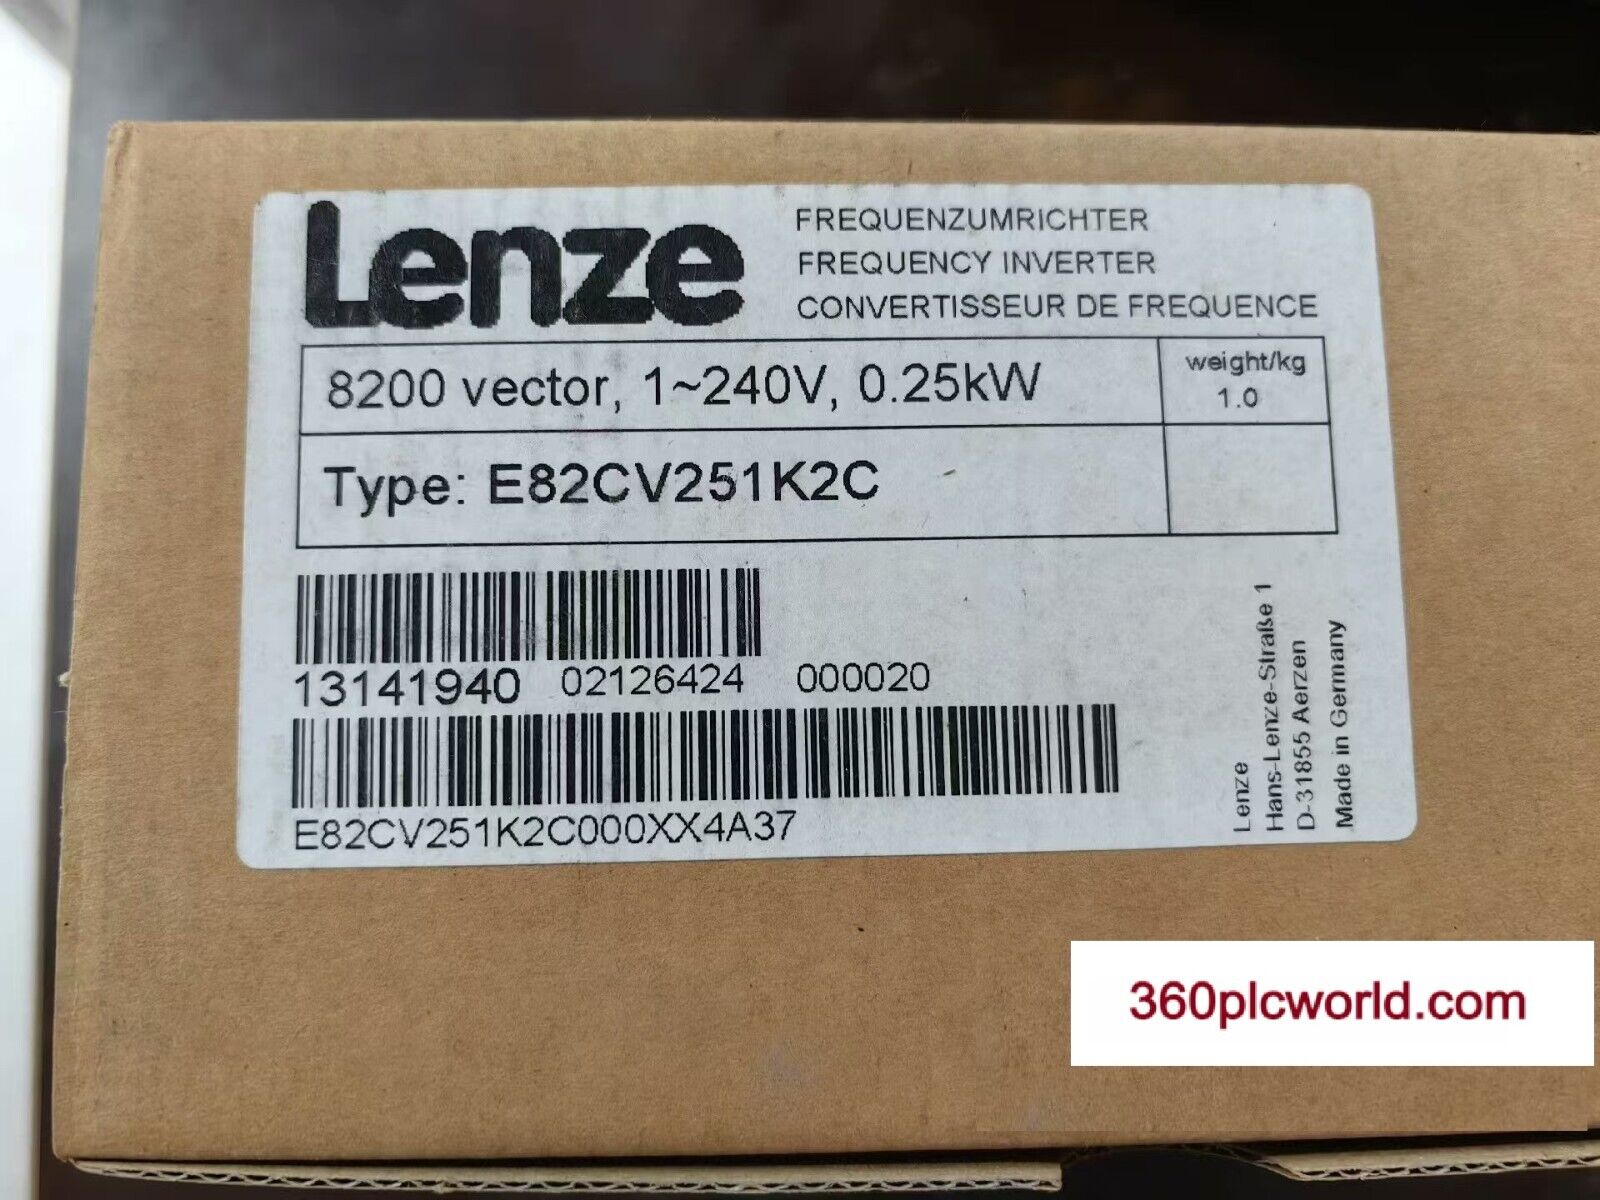 Lenze
FREQUENZUMRICHTER
FREQUENCY INVERTER
CONVERTISSEUR DE FREQUENCE
8200 vector, 1~240V, 0.25kW
weight/kg
1.0
Type: E82CV251K2C
13141940 02126424 000020
E82CV251K2C000XX4A37
Lenze
Hans-Lenze-Straße 1
D-31855 Aerzen
Made in Germany
360plcworld.com